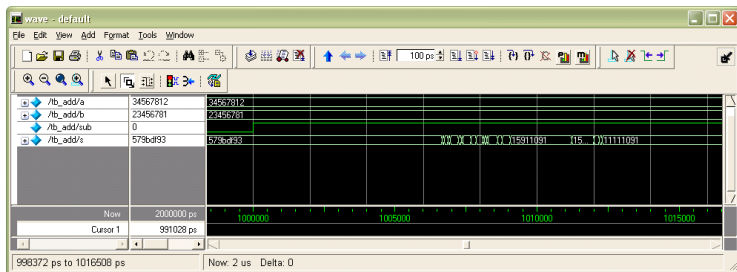 wave - default
File Edit View Add Format Tools Window
100 ps
/tb_add/a 34567812 34567812
/tb_add/b 23456781 23456781
/tb_add/sub 0
/tb_add/s 579bdf93 579bdf93 15911091 15... 11111091
Now 2000000 ps 1000000 1005000 1010000 1015000
Cursor 1 991028 ps
998372 ps to 1016508 ps Now: 2 us Delta: 0